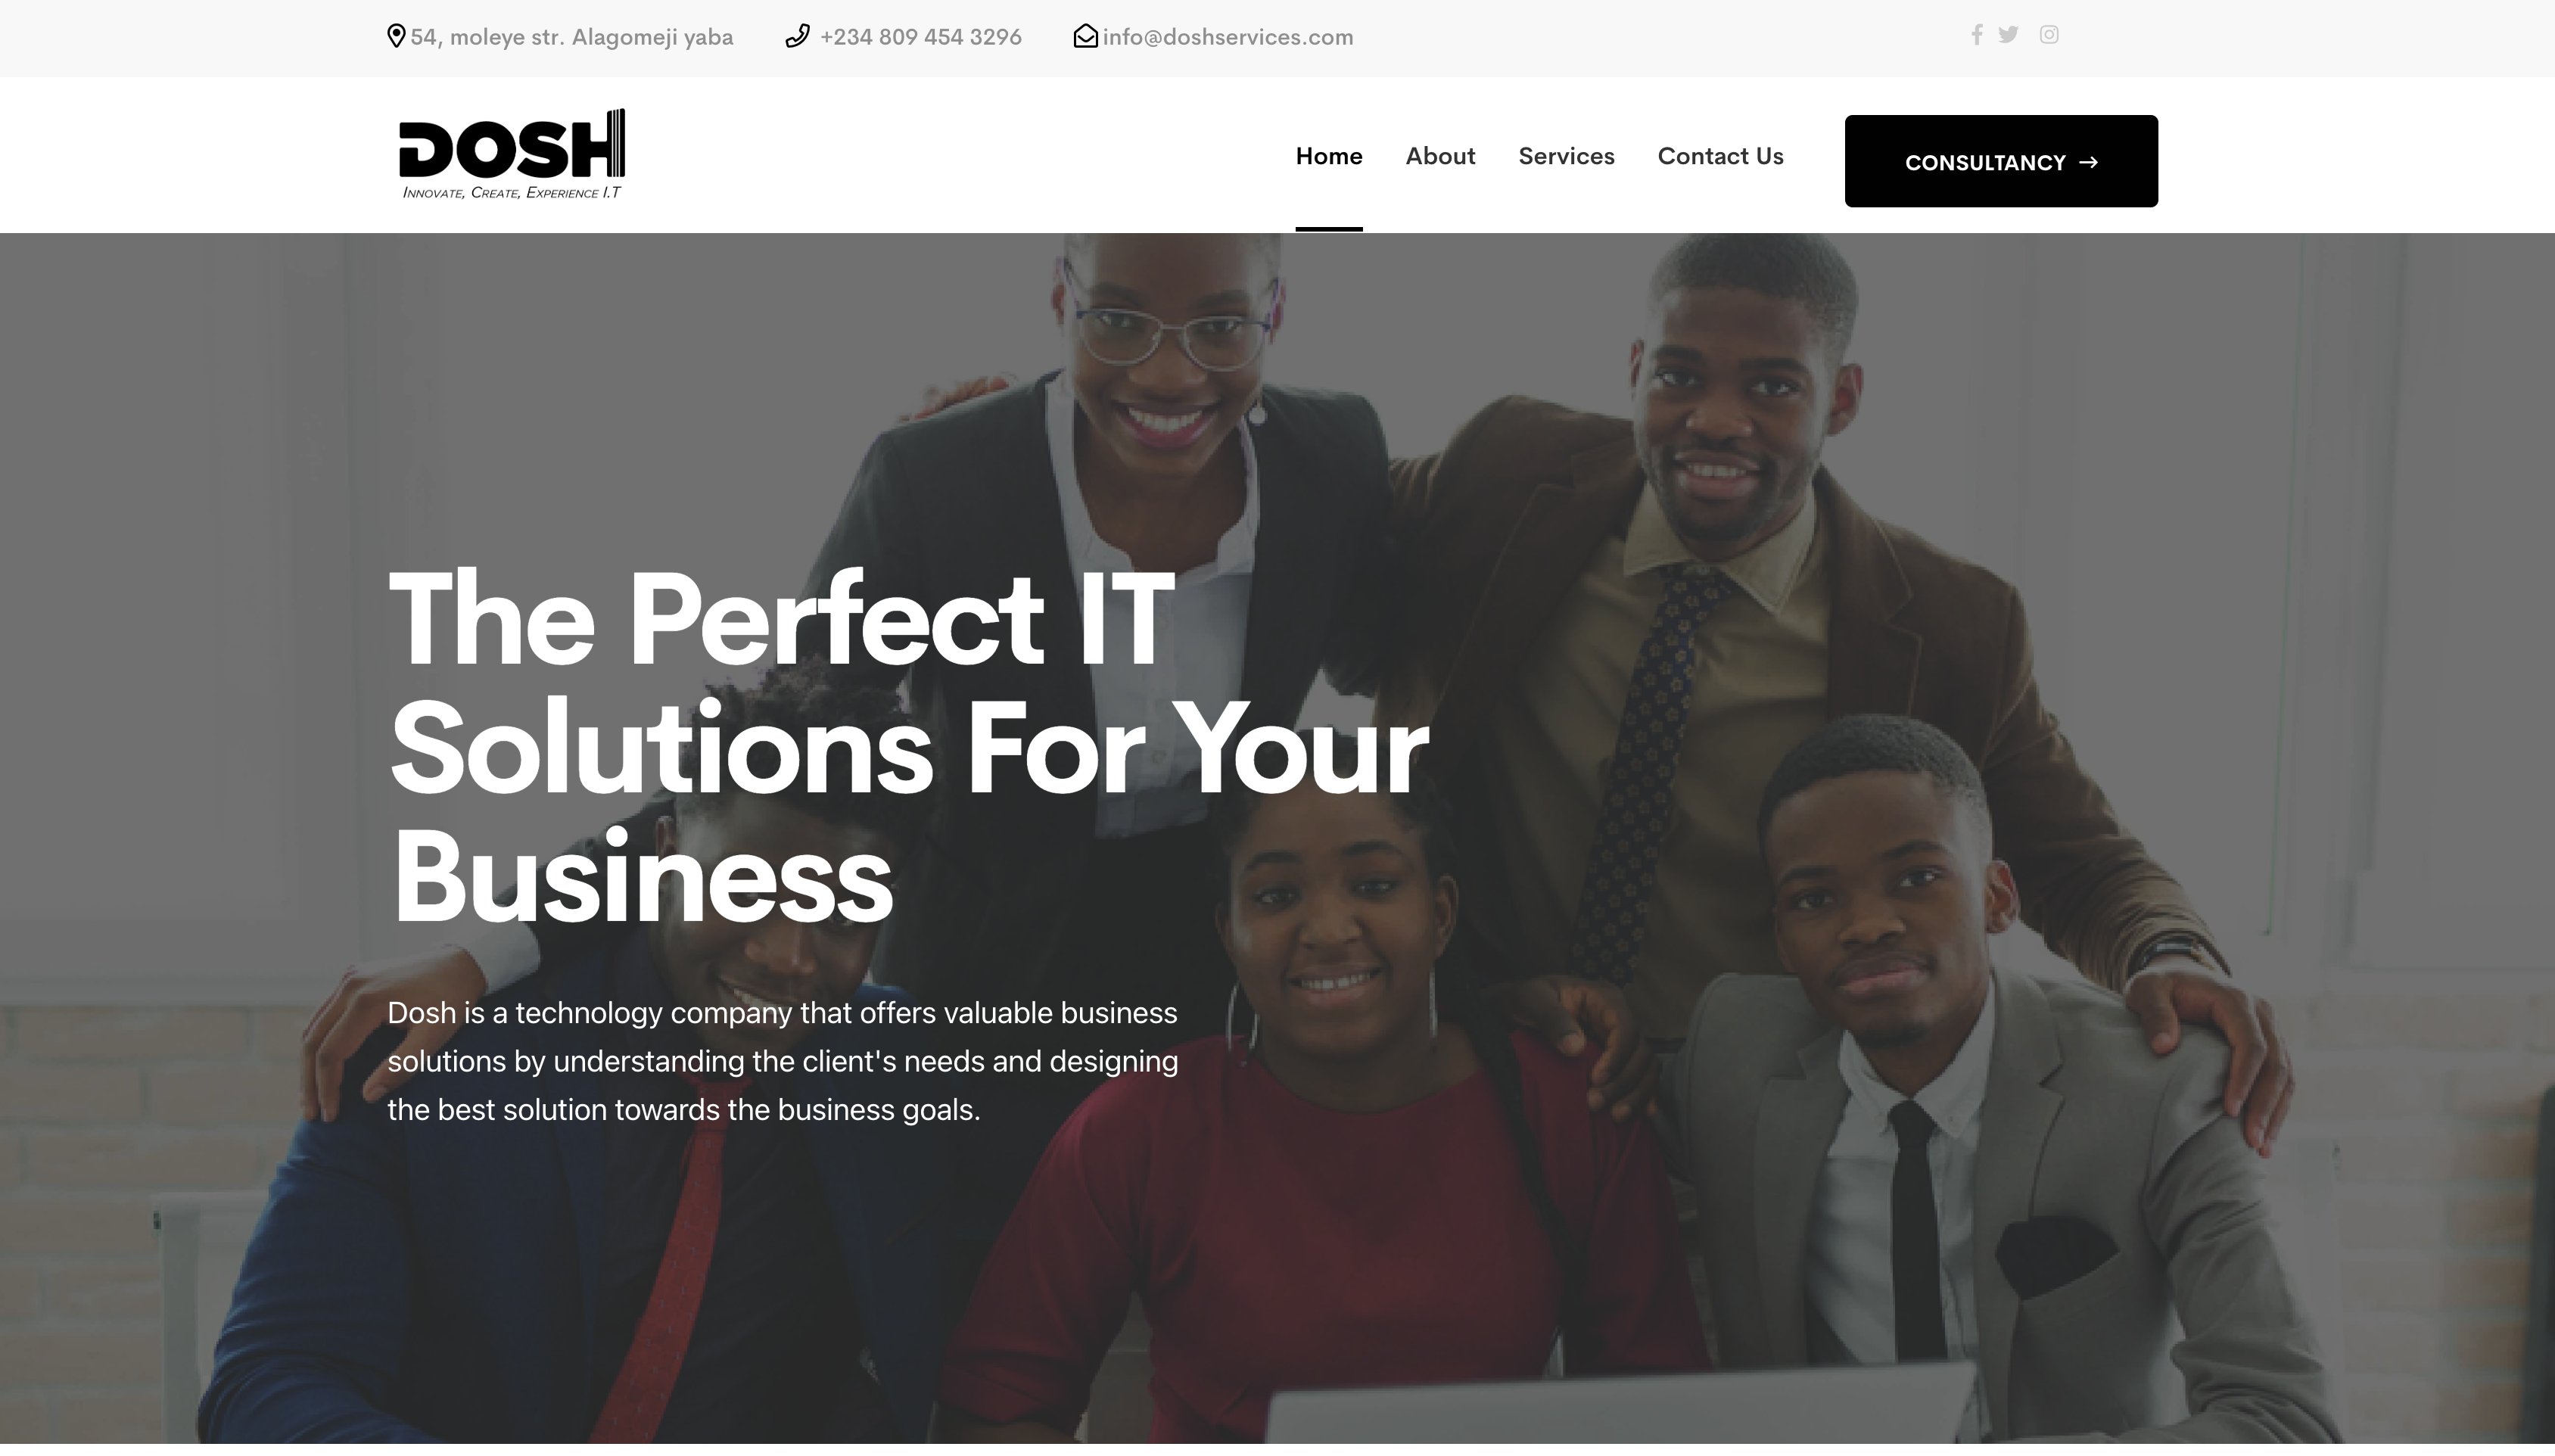 54, moleye str. Alagomeji yaba
+234 809 454 3296
info@doshservices.com
DOSH
Innovate, Create, Experience I.T
Home
About
Services
Contact Us
CONSULTANCY →
The Perfect IT
Solutions For Your
Business
Dosh is a technology company that offers valuable business
solutions by understanding the client's needs and designing
the best solution towards the business goals.